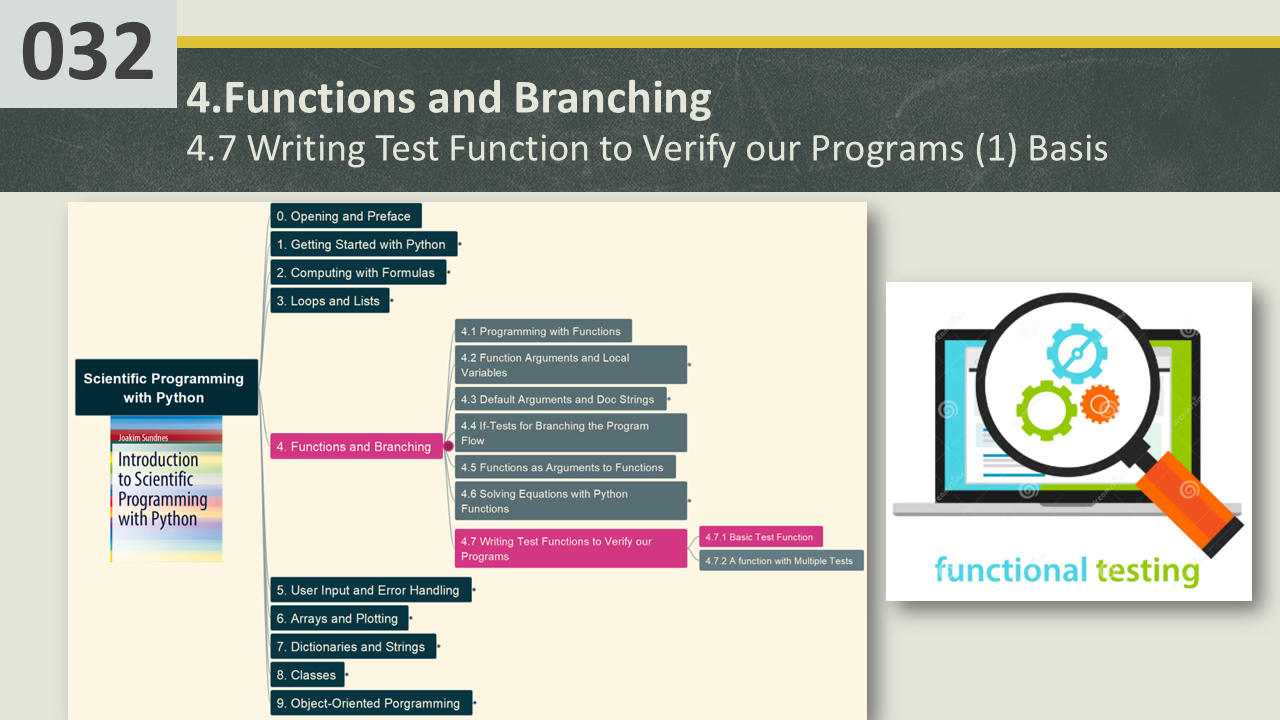 032
4.Functions and Branching
4.7 Writing Test Function to Verify our Programs (1) Basis
0. Opening and Preface
1. Getting Started with Python
2. Computing with Formulas
3. Loops and Lists
4.1 Programming with Functions
4.2 Function Arguments and Local
Variables
4.3 Default Arguments and Doc Strings
4.4 If-Tests for Branching the Program
Flow
4.5 Functions as Arguments to Functions
4.6 Solving Equations with Python
Functions
4.7 Writing Test Functions to Verify our
Programs
4.7.1 Basic Test Function
4.7.2 A function with Multiple Tests
Scientific Programming
with Python
Joakim Sundnes
Introduction
to Scientific
Programming
with Python
4. Functions and Branching
5. User Input and Error Handling
6. Arrays and Plotting
7. Dictionaries and Strings
8. Classes
9. Object-Oriented Porgramming
functional testing